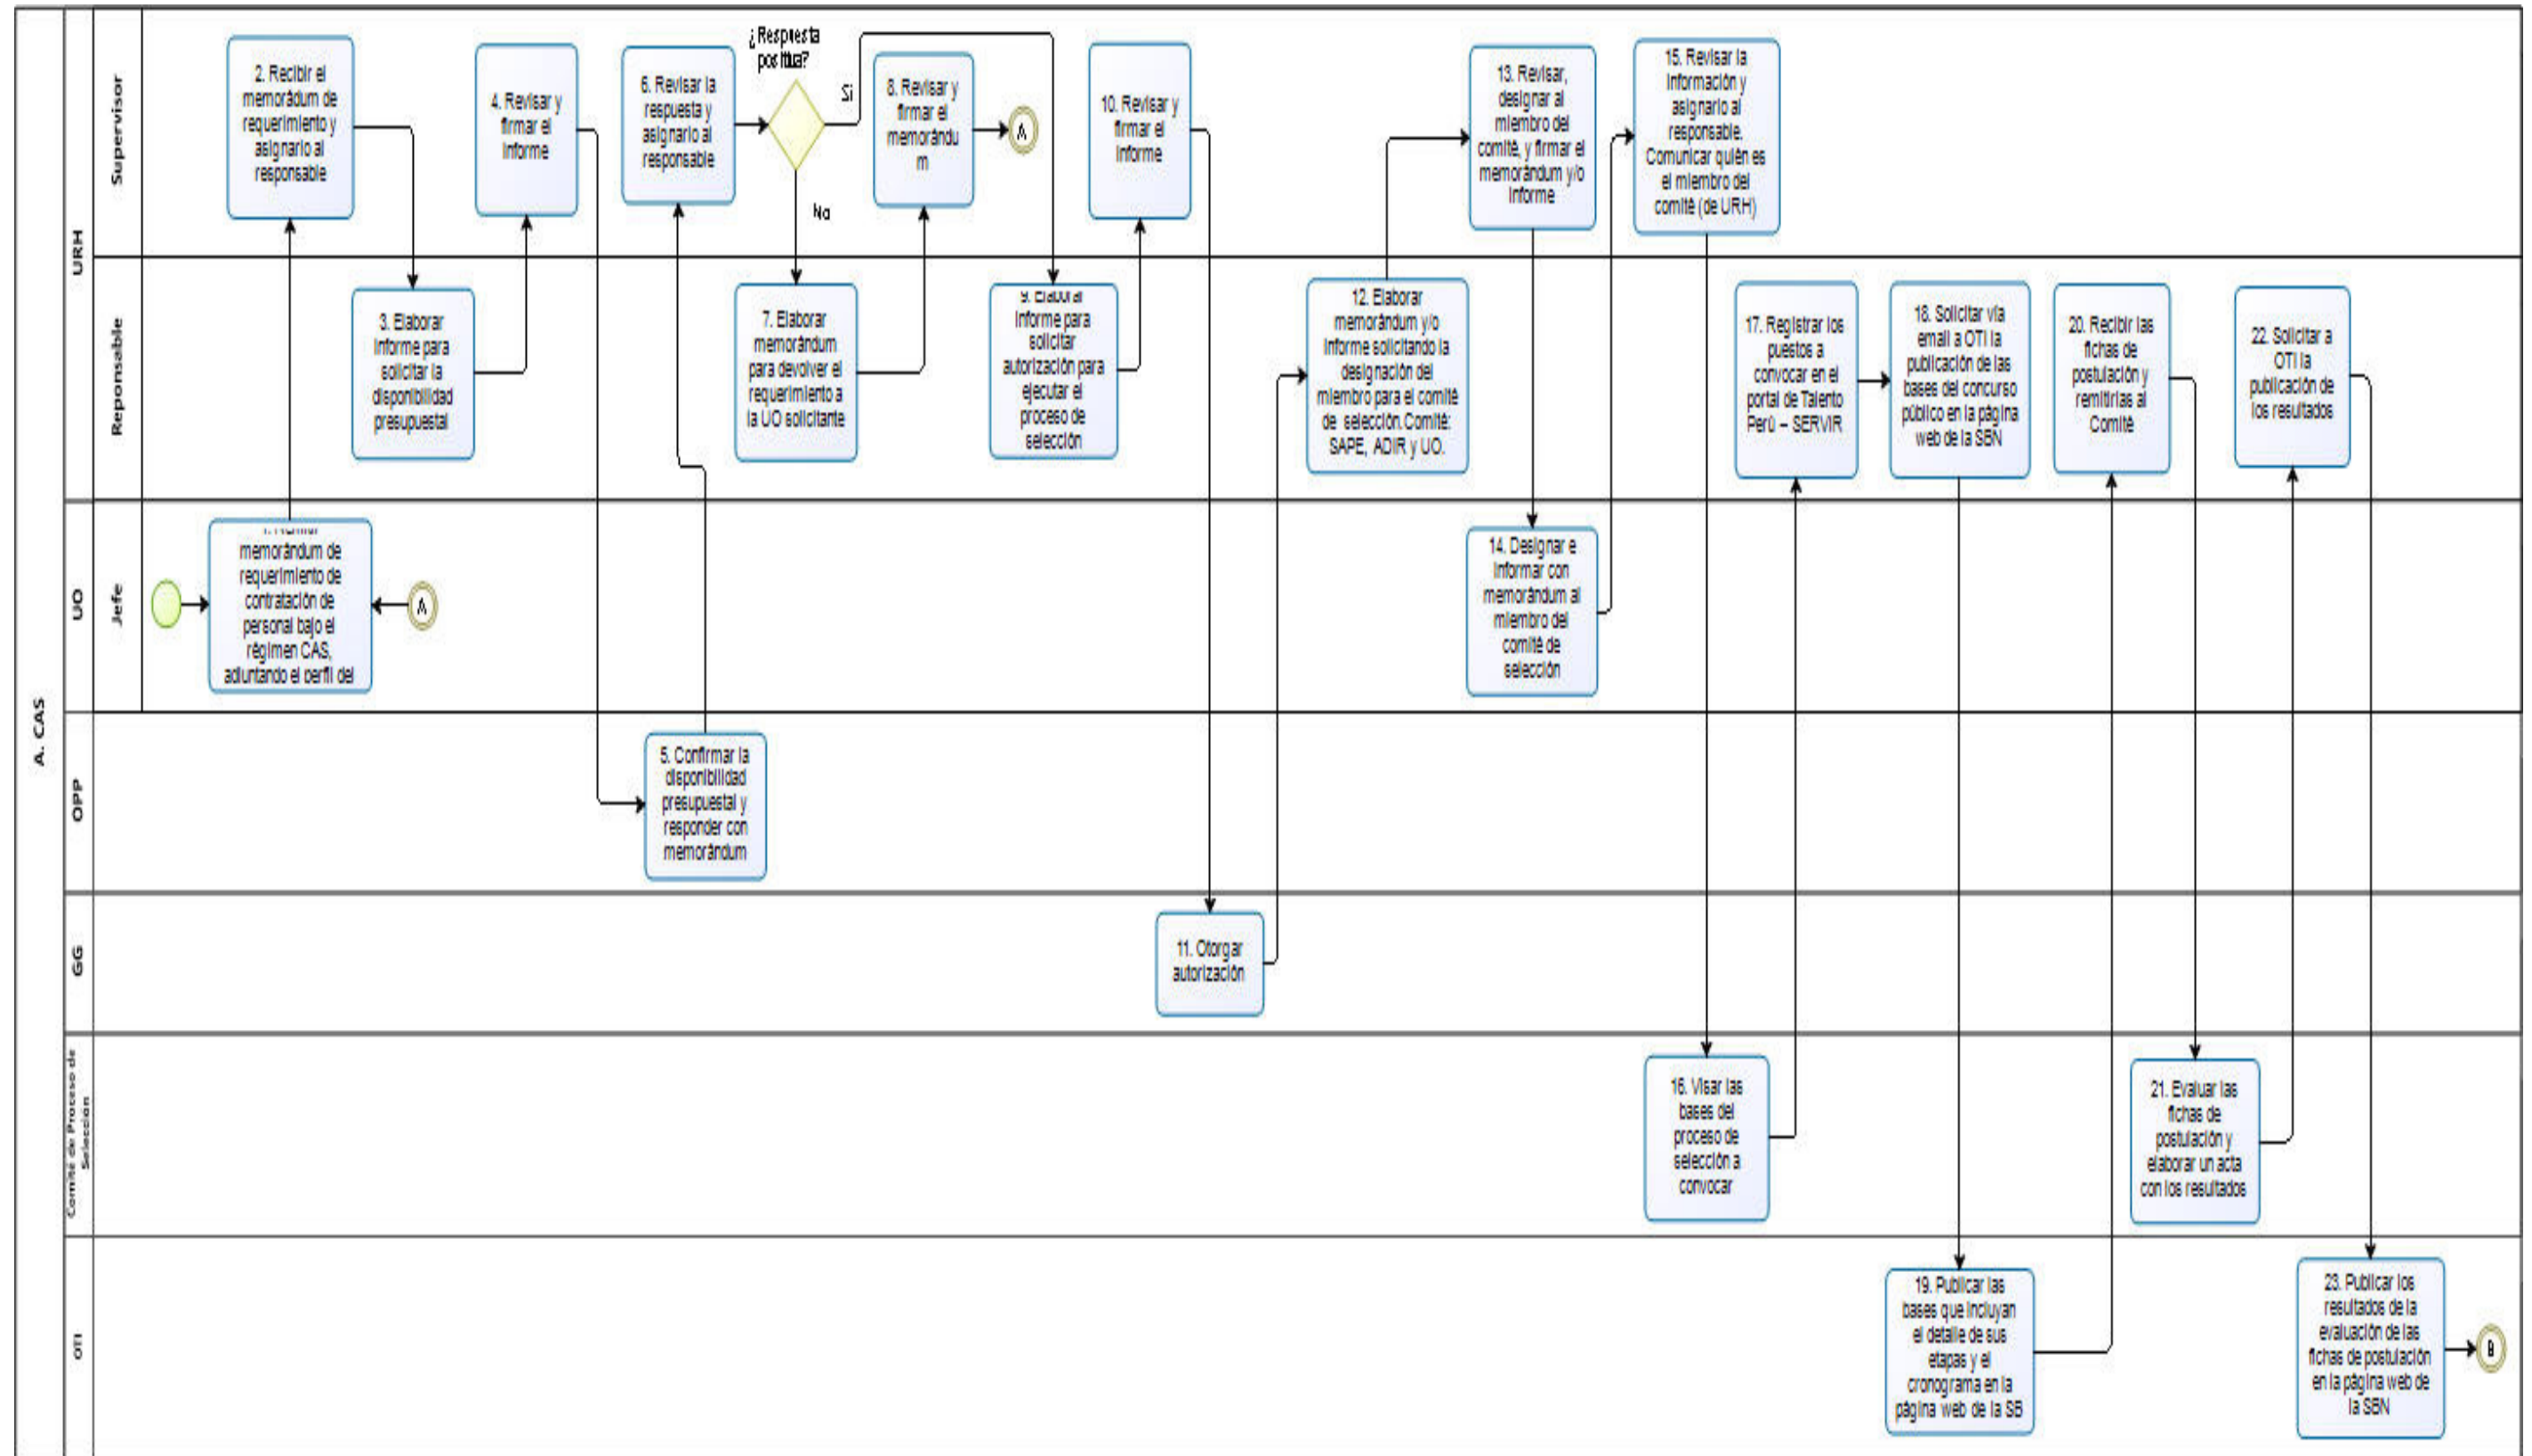 A. CAS
URH
Supervisor
Reponsable
UO
Jefe
OPP
GG
Comité de Proceso de
Selección
OTI
2. Recibir el
memorádum de
requerimiento y
asignarlo al
responsable
4. Revisar y
firmar el
informe
6. Revisar la
respuesta y
asignarlo al
responsable
¿Respuesta
positiva?
Si
No
8. Revisar y
firmar el
memorándu
m
A
10. Revisar y
firmar el
informe
13. Revisar,
designar al
miembro del
comité, y firmar el
memorándum y/o
informe
15. Revisar la
información y
asignarlo al
responsable.
Comunicar quién es
el miembro del
comité (de URH)
3. Elaborar
informe para
solicitar la
disponibilidad
presupuestal
7. Elaborar
memorándum
para devolver el
requerimiento a
la UO solicitante
9. Elaborar
informe para
solicitar
autorización para
ejecutar el
proceso de
selección
12. Elaborar
memorándum y/o
informe solicitando la
designación del
miembro para el comité
de selección.Comité:
SAPE, ADIR y UO.
17. Registrar los
puestos a
convocar en el
portal de Talento
Perú – SERVIR
18. Solicitar vía
email a OTI la
publicación de las
bases del concurso
público en la página
web de la SBN
20. Recibir las
fichas de
postulación y
remitirlas al
Comité
22. Solicitar a
OTI la
publicación de
los resultados
memorándum de
requerimiento de
contratación de
personal bajo el
régimen CAS,
adjuntando el perfil del
A
14. Designar e
informar con
memorándum al
miembro del
comité de
selección
5. Confirmar la
disponibilidad
presupuestal y
responder con
memorándum
11. Otorgar
autorización
16. Visar las
bases del
proceso de
selección a
convocar
21. Evaluar las
fichas de
postulación y
elaborar un acta
con los resultados
19. Publicar las
bases que incluyan
el detalle de sus
etapas y el
cronograma en la
página web de la SB
23. Publicar los
resultados de la
evaluación de las
fichas de postulación
en la página web de
la SBN
B